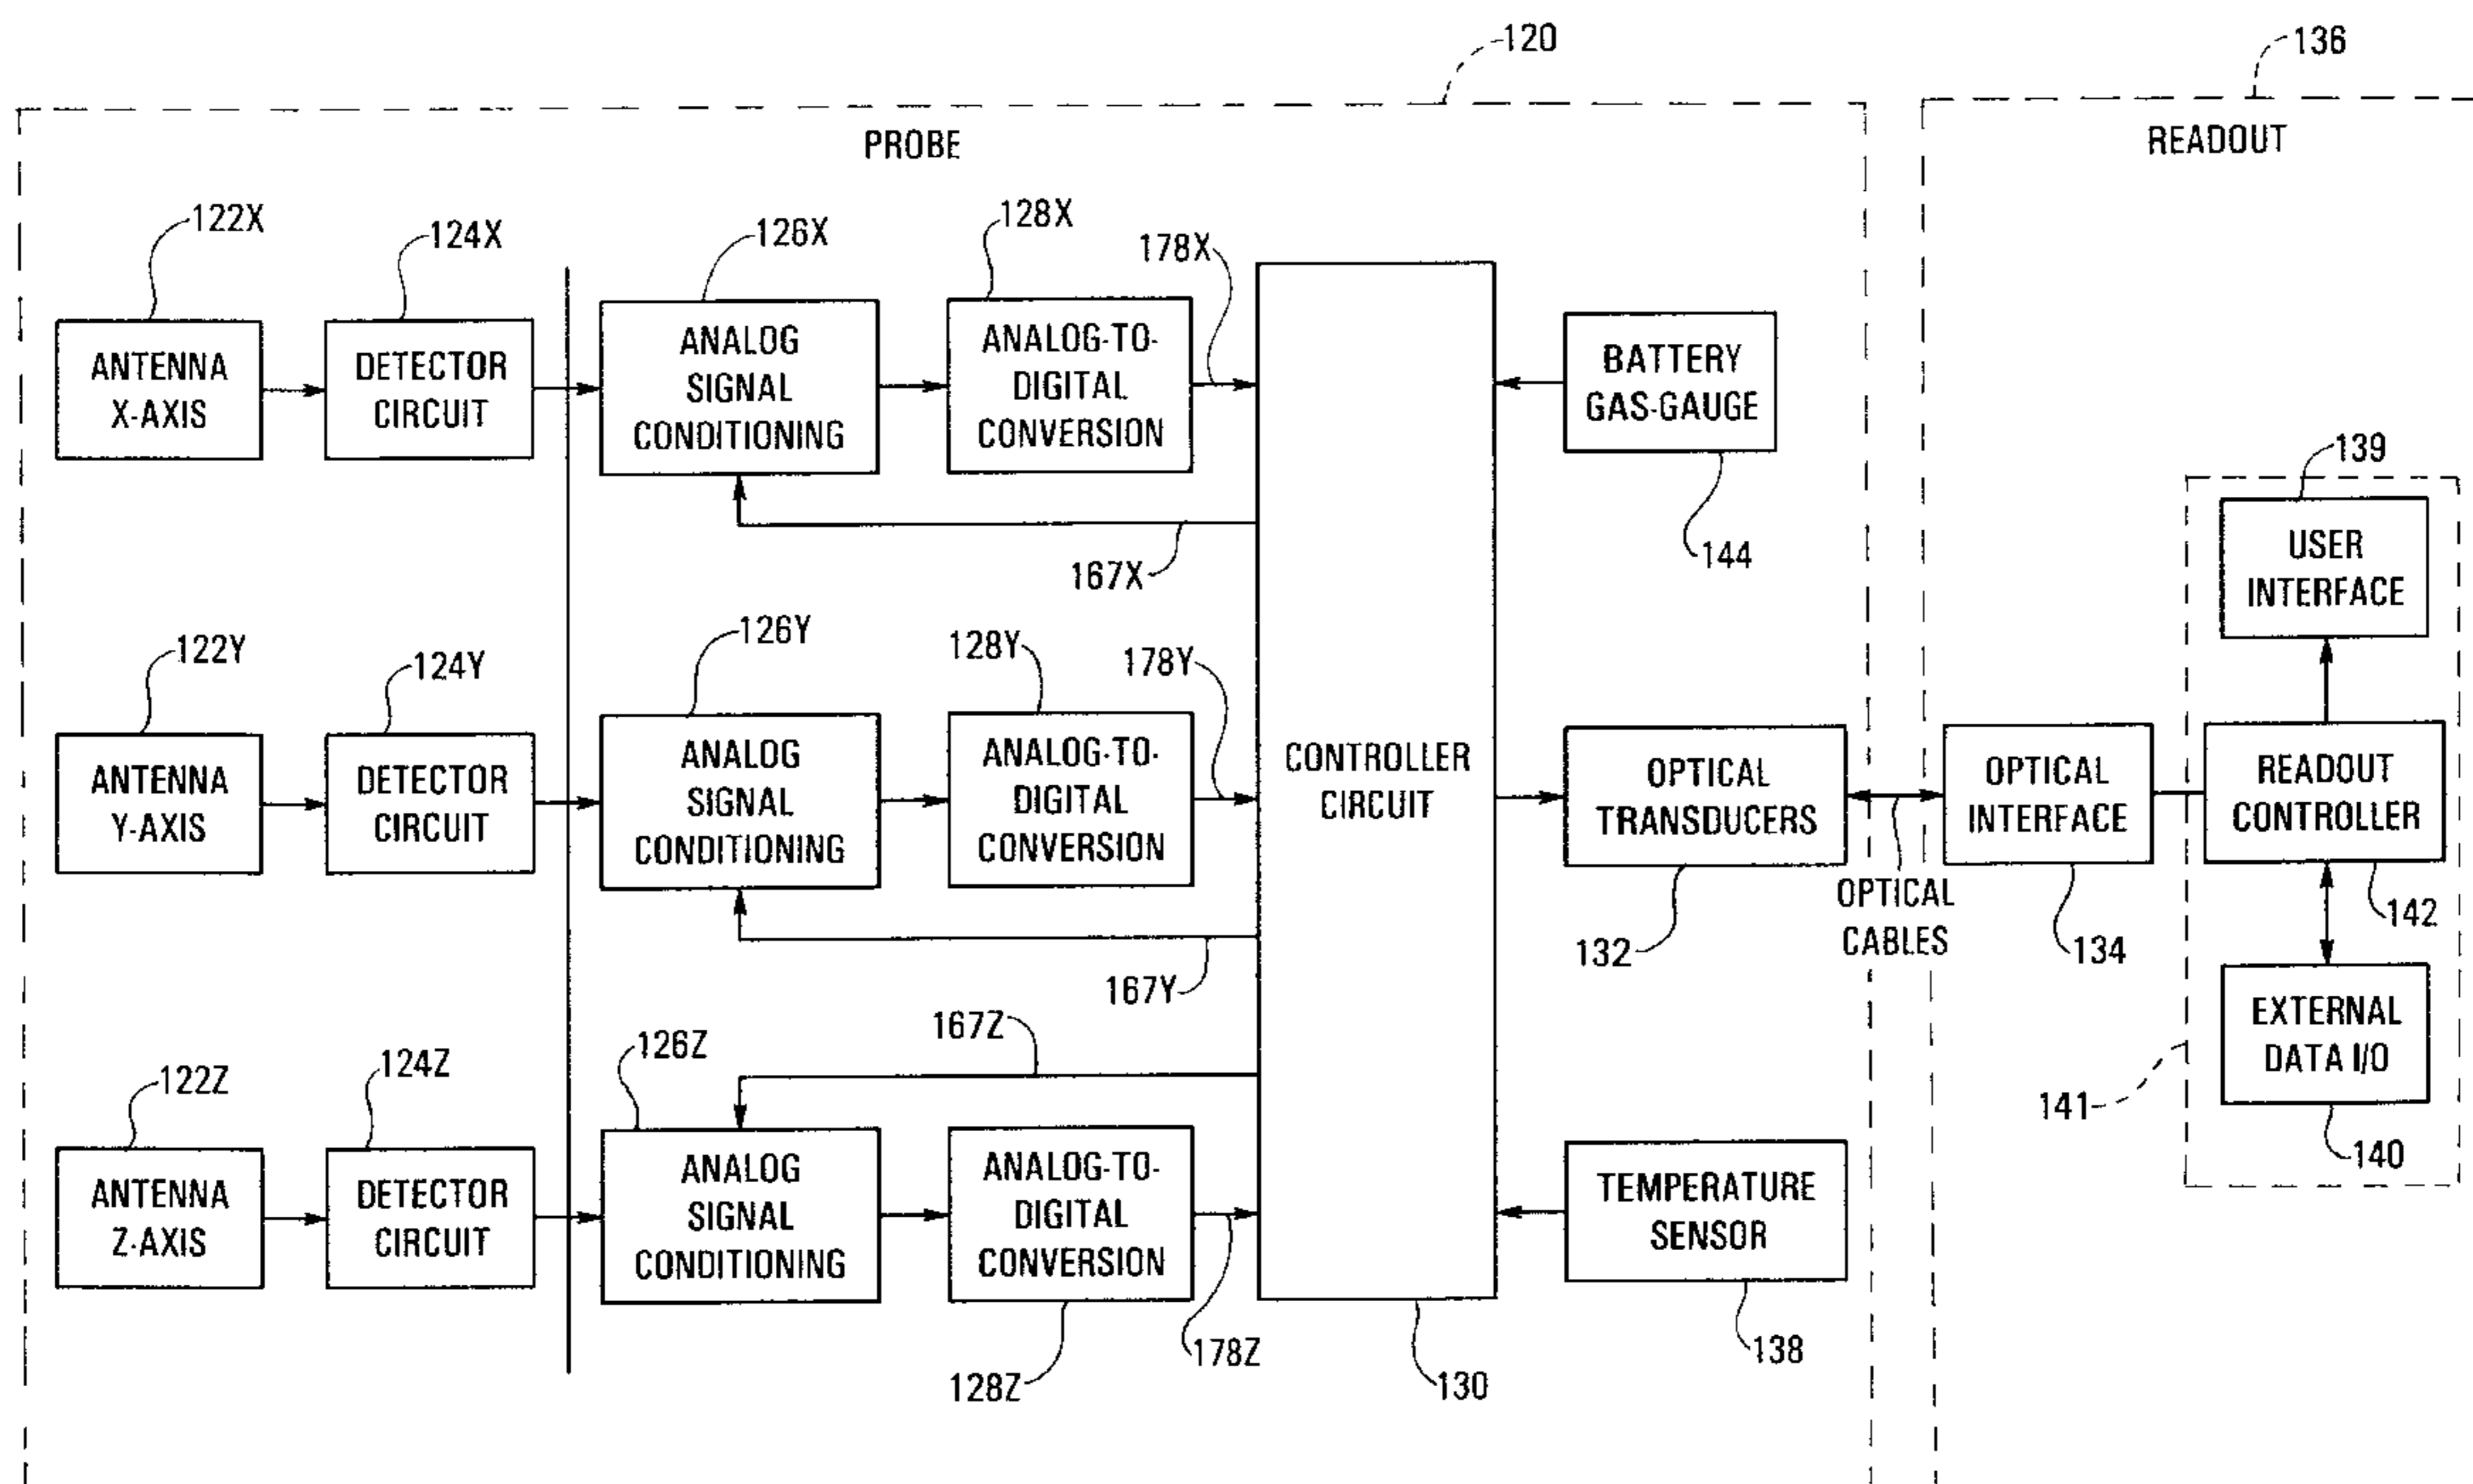 120
136
PROBE
READOUT
122X
124X
126X
128X
178X
ANTENNA
X-AXIS
DETECTOR
CIRCUIT
ANALOG
SIGNAL
CONDITIONING
ANALOG-TO-
DIGITAL
CONVERSION
BATTERY
GAS-GAUGE
144
167X
139
USER
INTERFACE
122Y
124Y
126Y
128Y
178Y
ANTENNA
Y-AXIS
DETECTOR
CIRCUIT
ANALOG
SIGNAL
CONDITIONING
ANALOG-TO-
DIGITAL
CONVERSION
CONTROLLER
CIRCUIT
OPTICAL
TRANSDUCERS
OPTICAL
INTERFACE
READOUT
CONTROLLER
132
OPTICAL
CABLES
134
142
167Y
167Z
EXTERNAL
DATA I/O
141
140
122Z
124Z
126Z
ANTENNA
Z-AXIS
DETECTOR
CIRCUIT
ANALOG
SIGNAL
CONDITIONING
ANALOG-TO-
DIGITAL
CONVERSION
TEMPERATURE
SENSOR
128Z
178Z
130
138